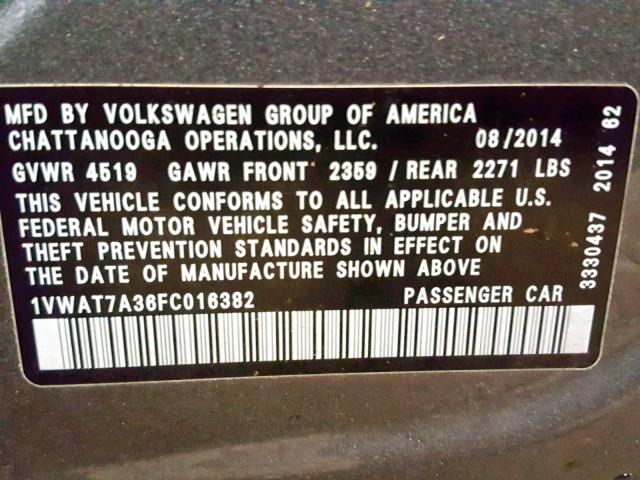 MFD BY VOLKSWAGEN GROUP OF AMERICA
CHATTANOOGA OPERATIONS, LLC. 08/2014
GVWR 4519 GAWR FRONT 2359 / REAR 2271 LBS
THIS VEHICLE CONFORMS TO ALL APPLICABLE U.S.
FEDERAL MOTOR VEHICLE SAFETY, BUMPER AND
THEFT PREVENTION STANDARDS IN EFFECT ON
THE DATE OF MANUFACTURE SHOWN ABOVE
1VWAT7A36FC016382 PASSENGER CAR
3330437 2014 62